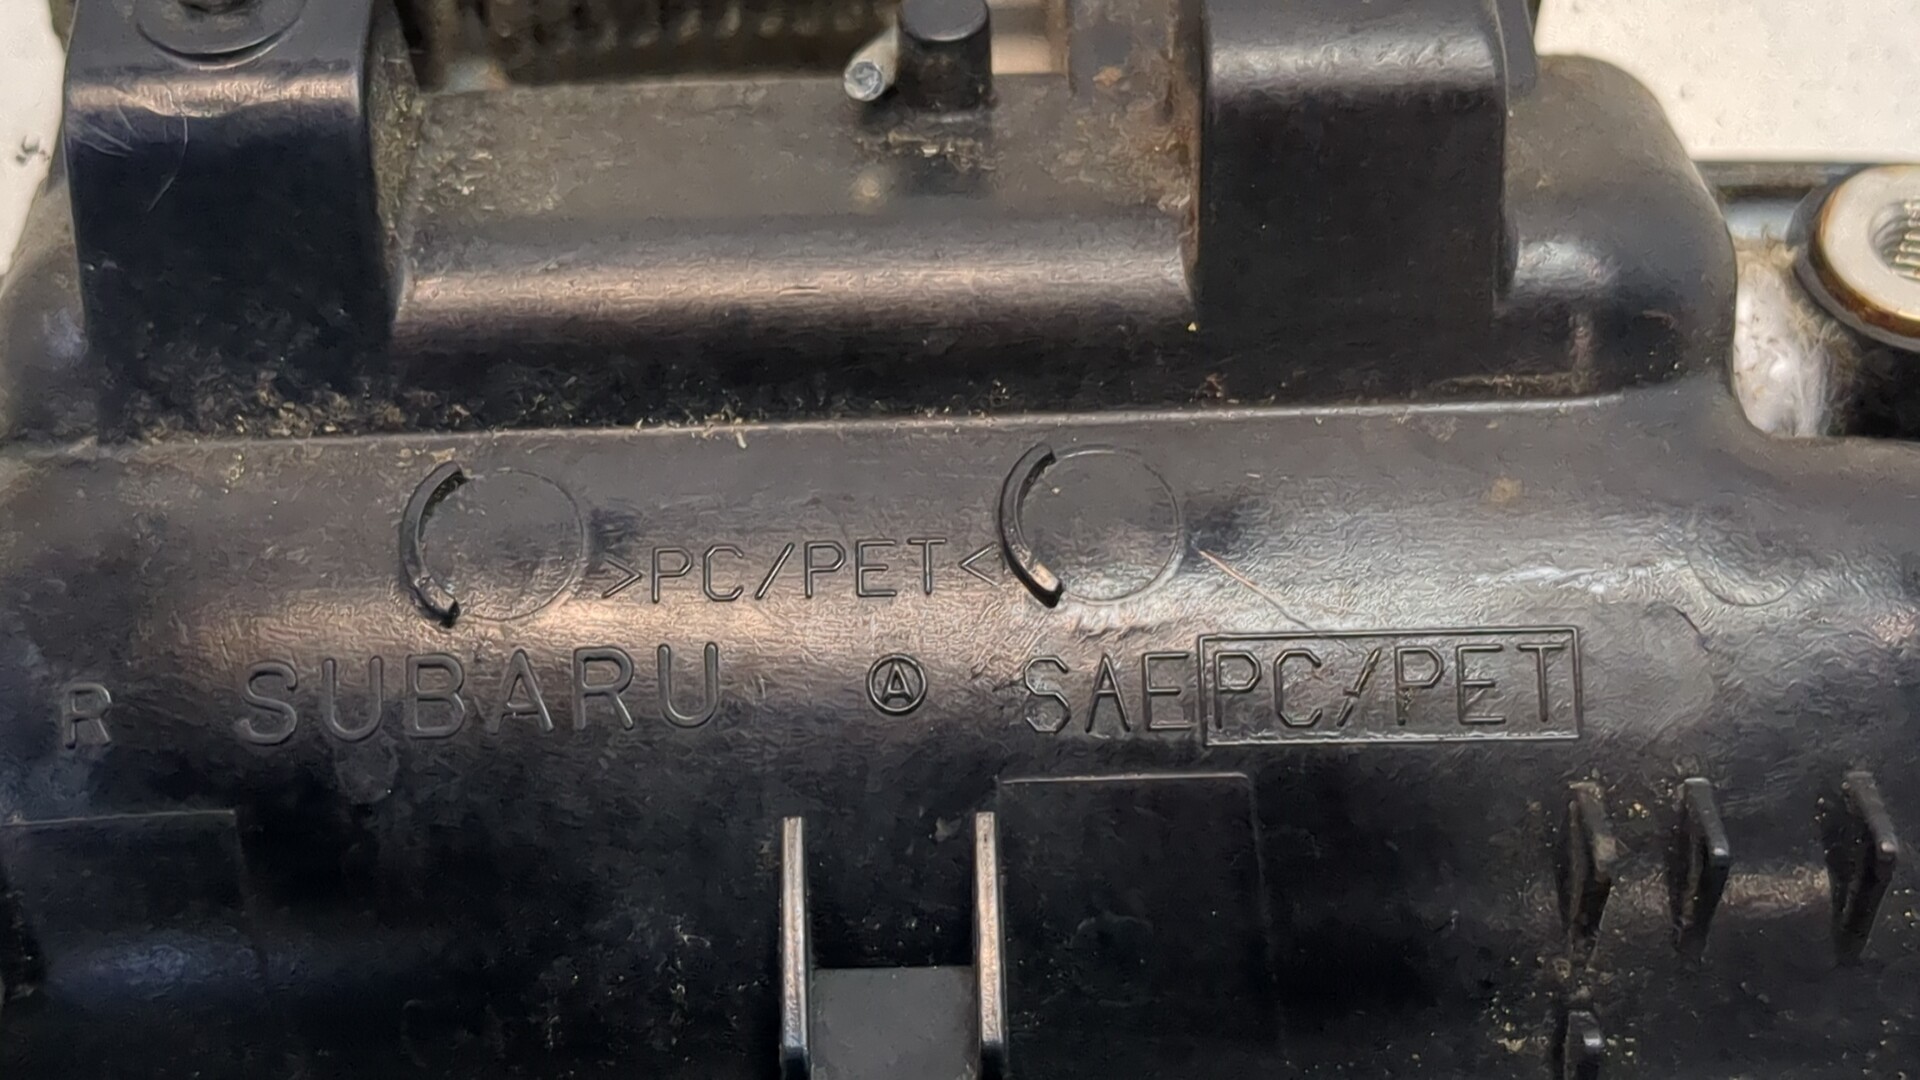 >PC/PET<
R SUBARU Ⓐ SAE PC/PET